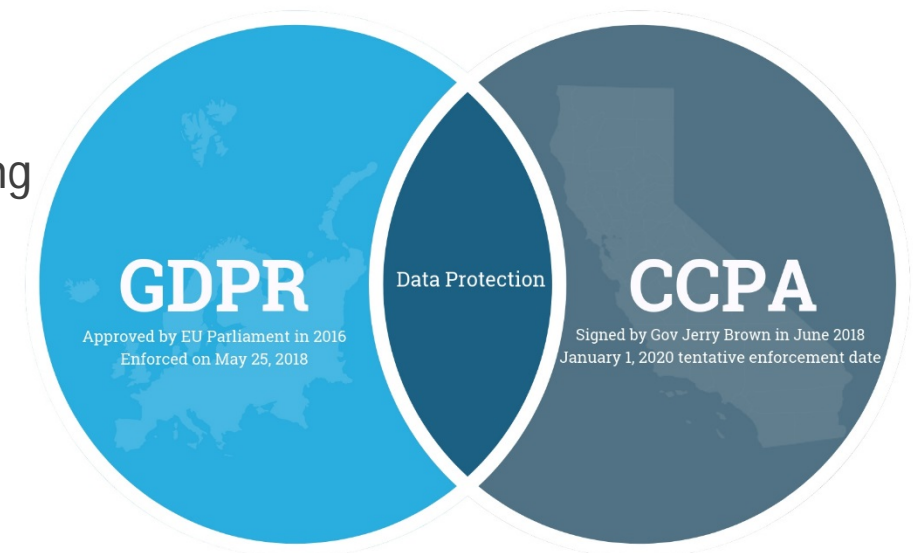 ng
GDPR
Approved by EU Parliament in 2016
Enforced on May 25, 2018
Data Protection
CCPA
Signed by Gov Jerry Brown in June 2018
January 1, 2020 tentative enforcement date